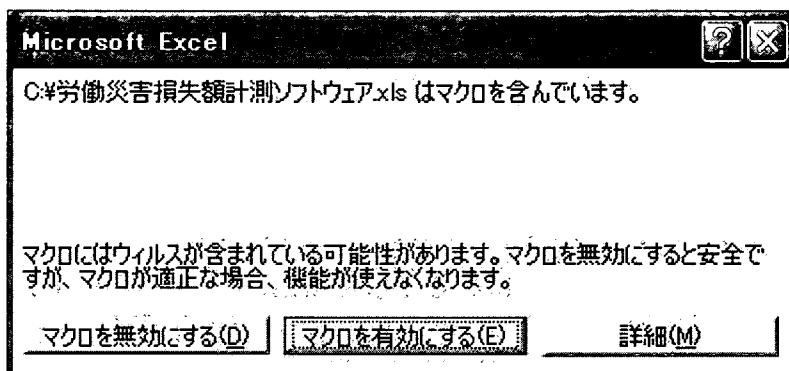 Microsoft Excel
C:¥労働災害損失額計測ソフトウェア.xls はマクロを含んでいます。
マクロにはウィルスが含まれている可能性があります。マクロを無効にすると安全で
すが、マクロが適正な場合、機能が使えなくなります。
マクロを無効にする(D) マクロを有効にする(E) 詳細(M)